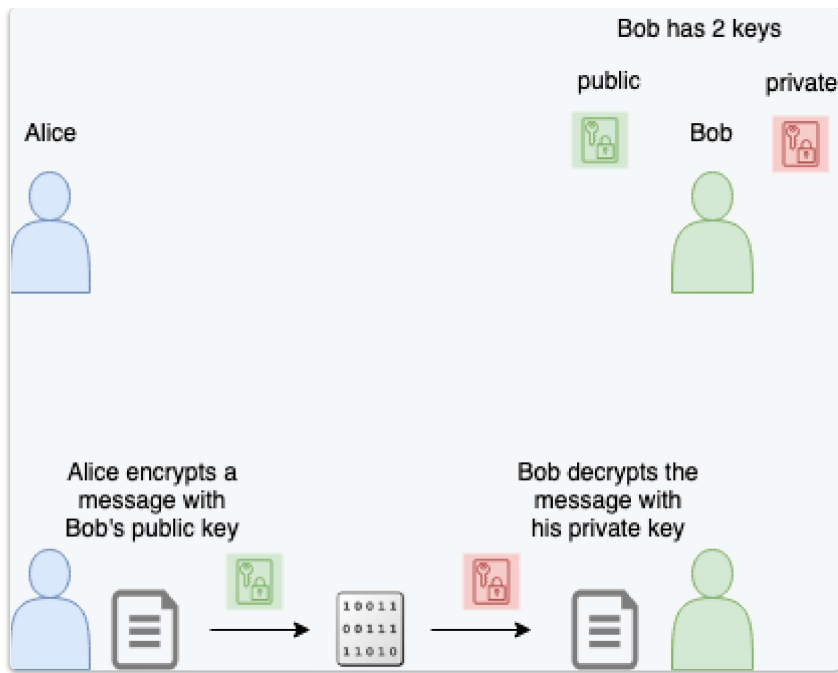 Bob has 2 keys
public
private
Alice
Bob
Alice encrypts a
message with
Bob's public key
Bob decrypts the
message with
his private key
10011
00111
11010